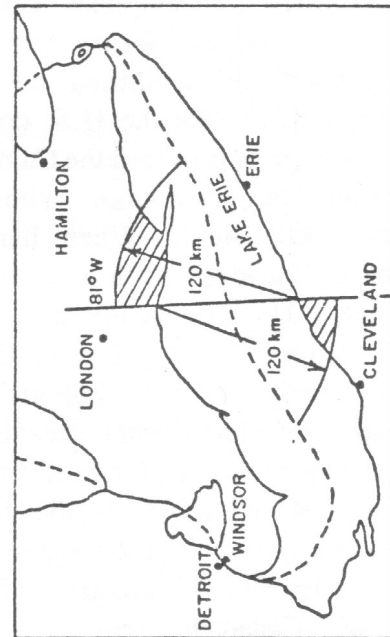 HAMILTON
81°W
120 km
LAKE ERIE
ERIE
LONDON
120 km
CLEVELAND
WINDSOR
DETROIT